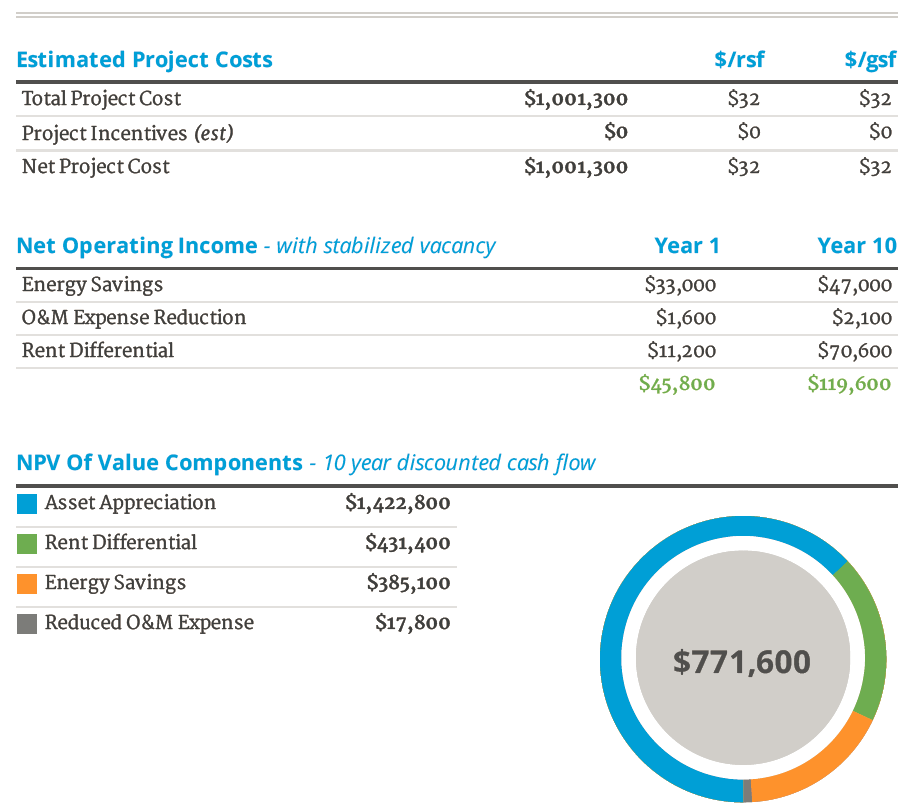 Estimated Project Costs $/rsf $/gsf
Total Project Cost $1,001,300 $32 $32
Project Incentives (est) $0 $0 $0
Net Project Cost $1,001,300 $32 $32
Net Operating Income - with stabilized vacancy Year 1 Year 10
Energy Savings $33,000 $47,000
O&M Expense Reduction $1,600 $2,100
Rent Differential $11,200 $70,600
$45,800 $119,600
NPV Of Value Components - 10 year discounted cash flow
Asset Appreciation $1,422,800
Rent Differential $431,400
Energy Savings $385,100
Reduced O&M Expense $17,800
$771,600